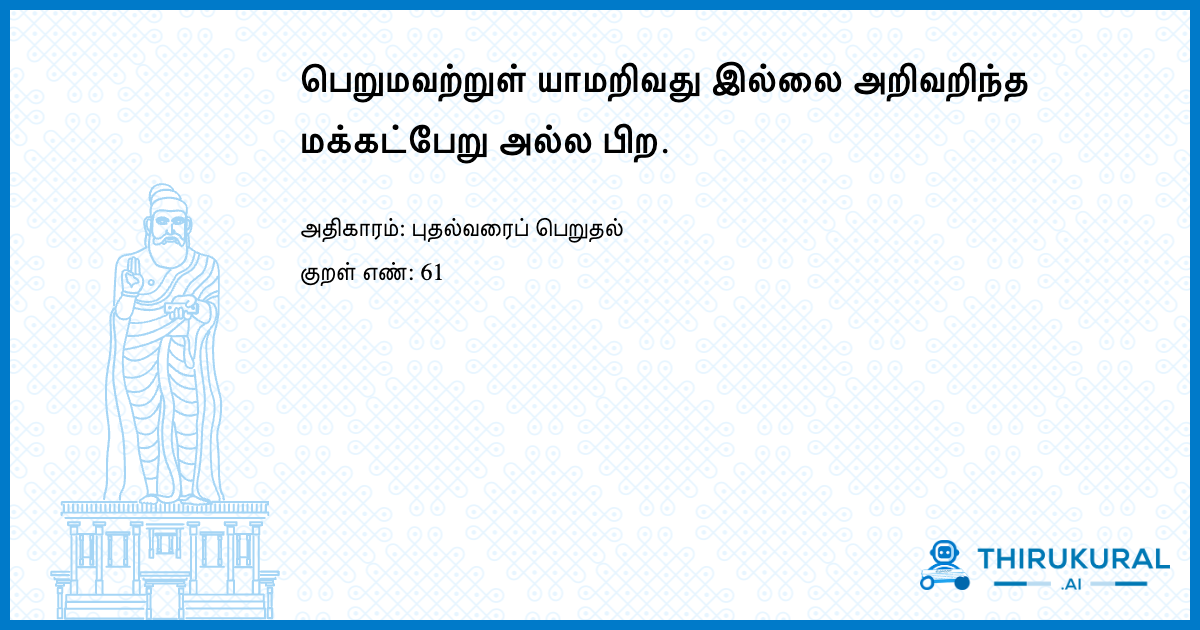 பெறுமவற்றுள் யாமறிவது இல்லை அறிவறிந்த
மக்கட்பேறு அல்ல பிற.
அதிகாரம்: புதல்வரைப் பெறுதல்
குறள் எண்: 61
THIRUKURAL
.AI